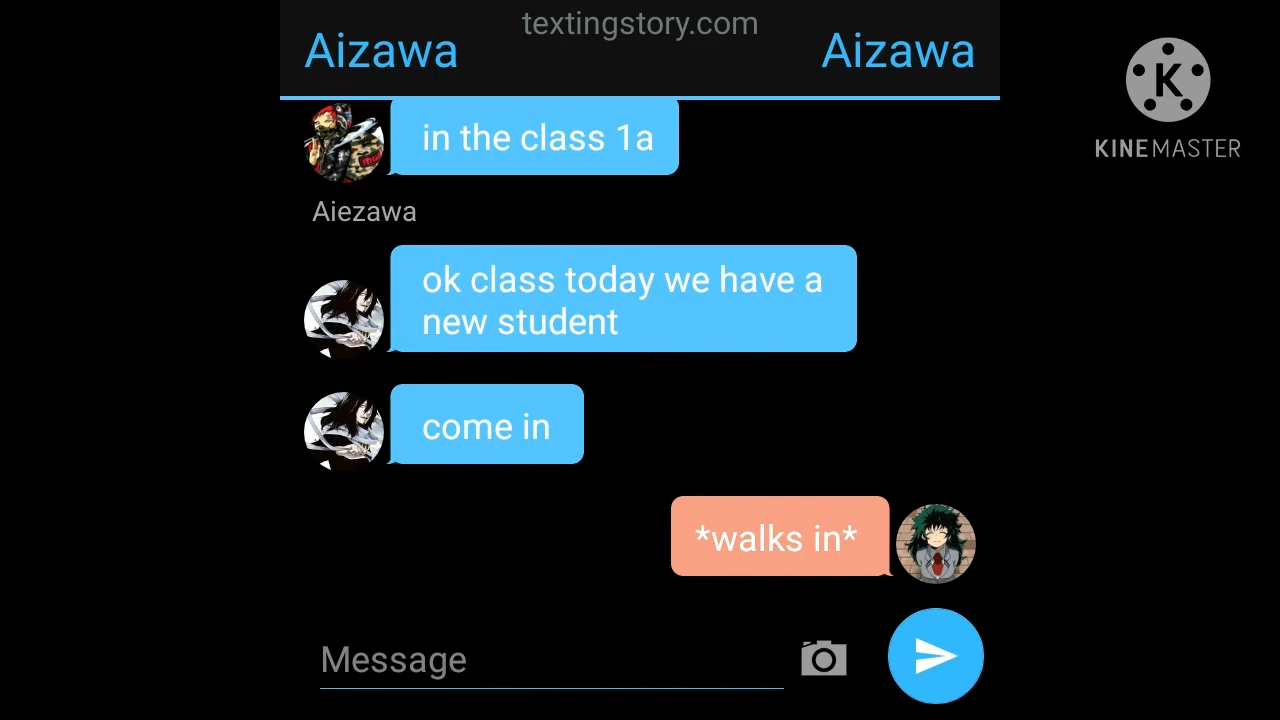 textingstory.com
Aizawa
Aizawa
K
KINEMASTER
in the class 1a
Aiezawa
ok class today we have a
new student
come in
*walks in*
Message